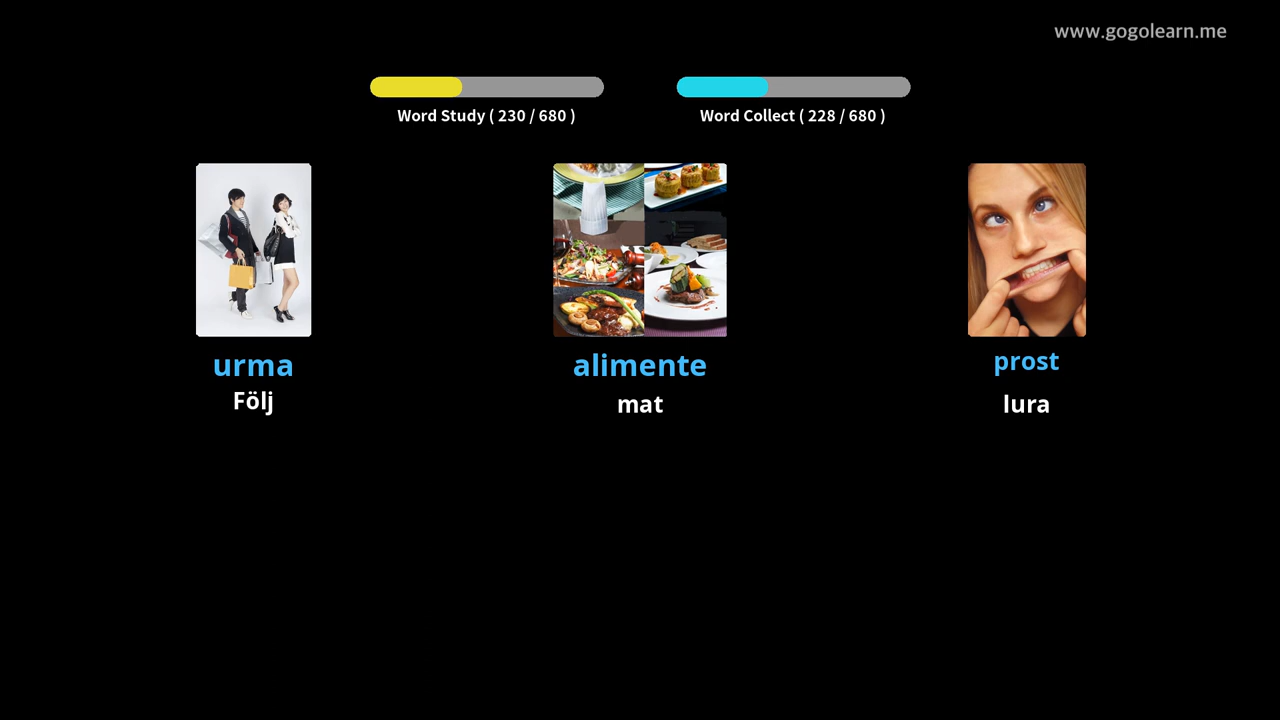 www.gogolearn.me
Word Study ( 230 / 680 )
Word Collect ( 228 / 680 )
urma
Följ
alimente
mat
prost
lura